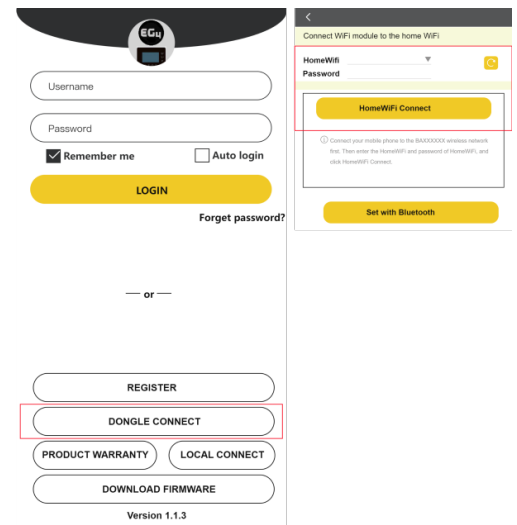 EG4
Username
Password
Remember me
Auto login
LOGIN
Forget password?
or
REGISTER
DONGLE CONNECT
PRODUCT WARRANTY
LOCAL CONNECT
DOWNLOAD FIRMWARE
Version 1.1.3
Connect WiFi module to the home WiFi
HomeWifi
Password
HomeWiFi Connect
Connect your mobile phone to the BAXXXXXX wireless network
first. Then enter the HomeWiFi and password of HomeWiFi, and
click HomeWiFi Connect.
Set with Bluetooth